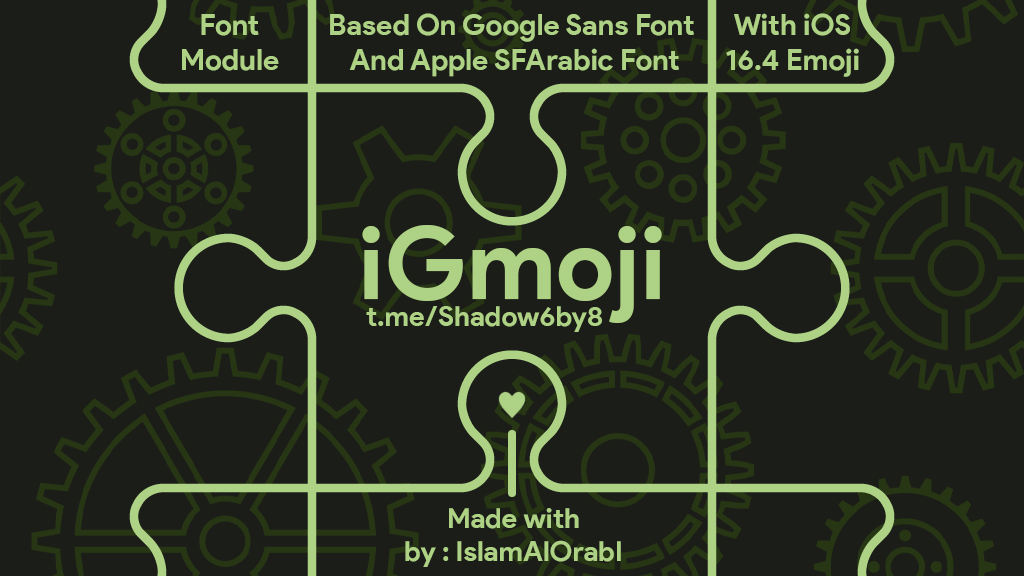 Font
Module
Based On Google Sans Font
And Apple SFArabic Font
With iOS
16.4 Emoji
iGmoji
t.me/Shadow6by8
Made with
by : IslamAlOrabI